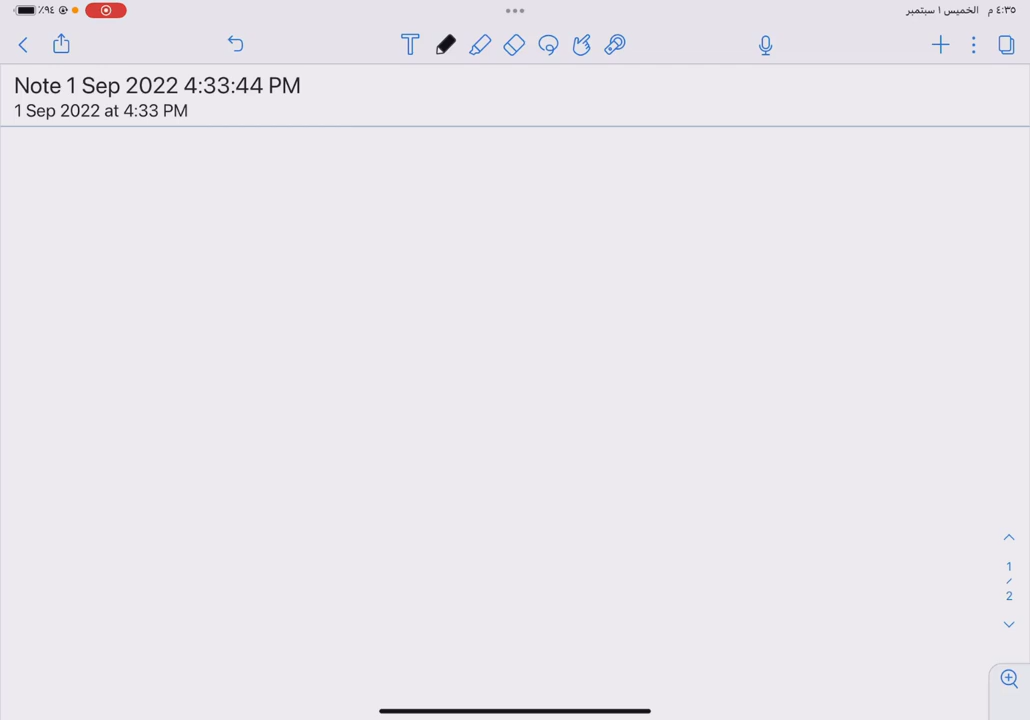 ٪٩٤ الخميس ١ سبتمبر ٤:٣٥ م
Note 1 Sep 2022 4:33:44 PM
1 Sep 2022 at 4:33 PM
1
/
2